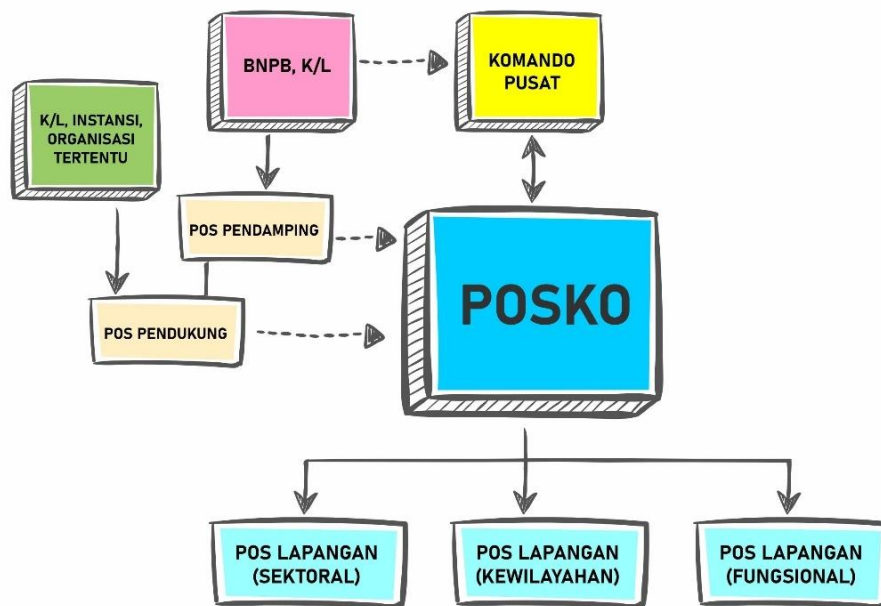 BNPB, K/L
KOMANDO
PUSAT
K/L, INSTANSI,
ORGANISASI
TERTENTU
POS PENDAMPING
POSKO
POS PENDUKUNG
POS LAPANGAN
(SEKTORAL)
POS LAPANGAN
(KEWILAYAHAN)
POS LAPANGAN
(FUNGSIONAL)